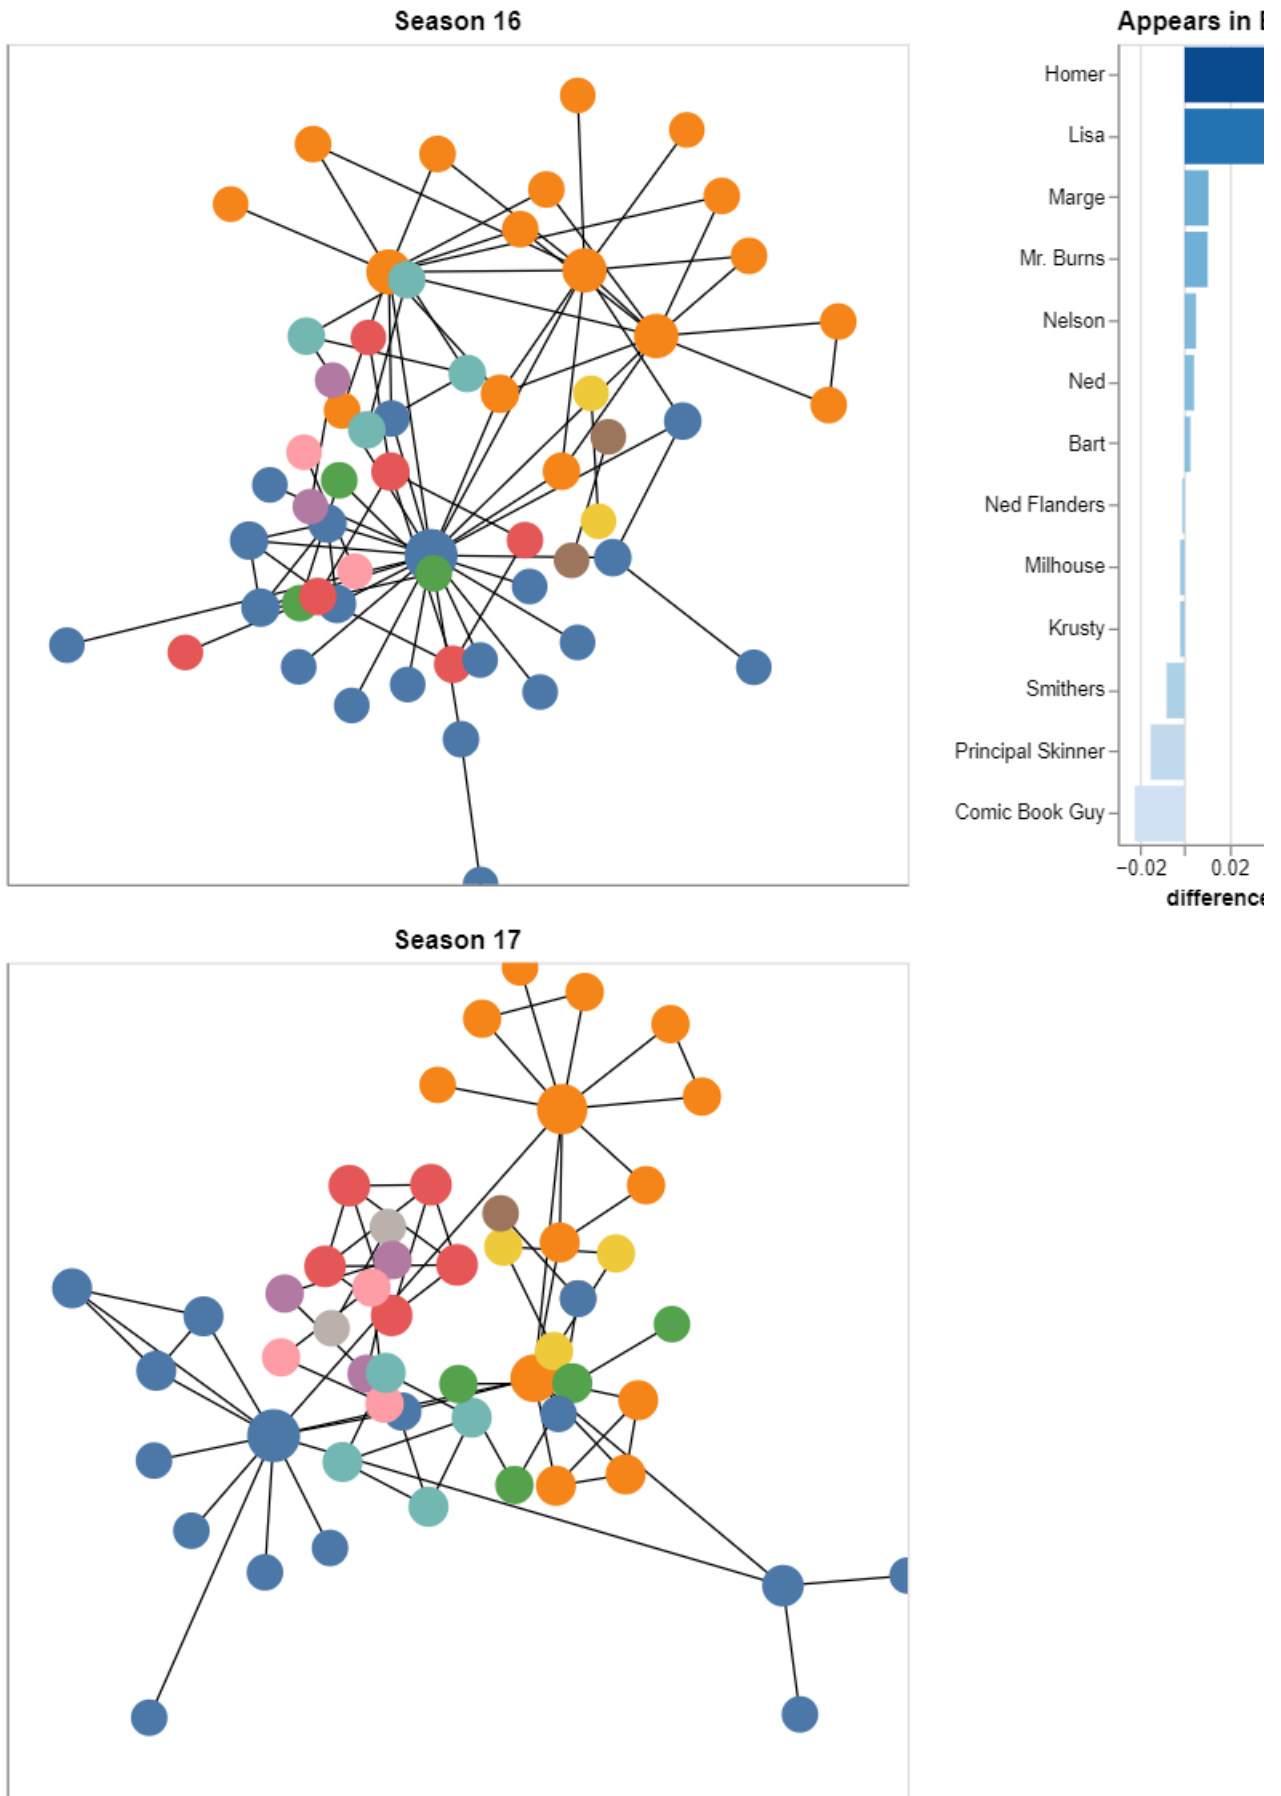 Season 16
Appears in E
Homer
Lisa
Marge
Mr. Burns
Nelson
Ned
Bart
Ned Flanders
Milhouse
Krusty
Smithers
Principal Skinner
Comic Book Guy
−0.02 0.02
difference
Season 17